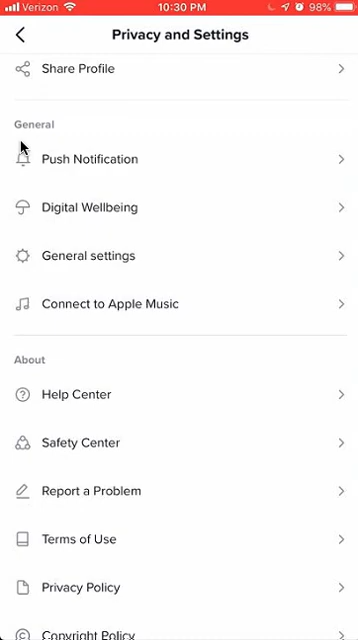 Verizon 10:30 PM 98%
Privacy and Settings
Share Profile
General
Push Notification
Digital Wellbeing
General settings
Connect to Apple Music
About
Help Center
Safety Center
Report a Problem
Terms of Use
Privacy Policy
Copyright Policy